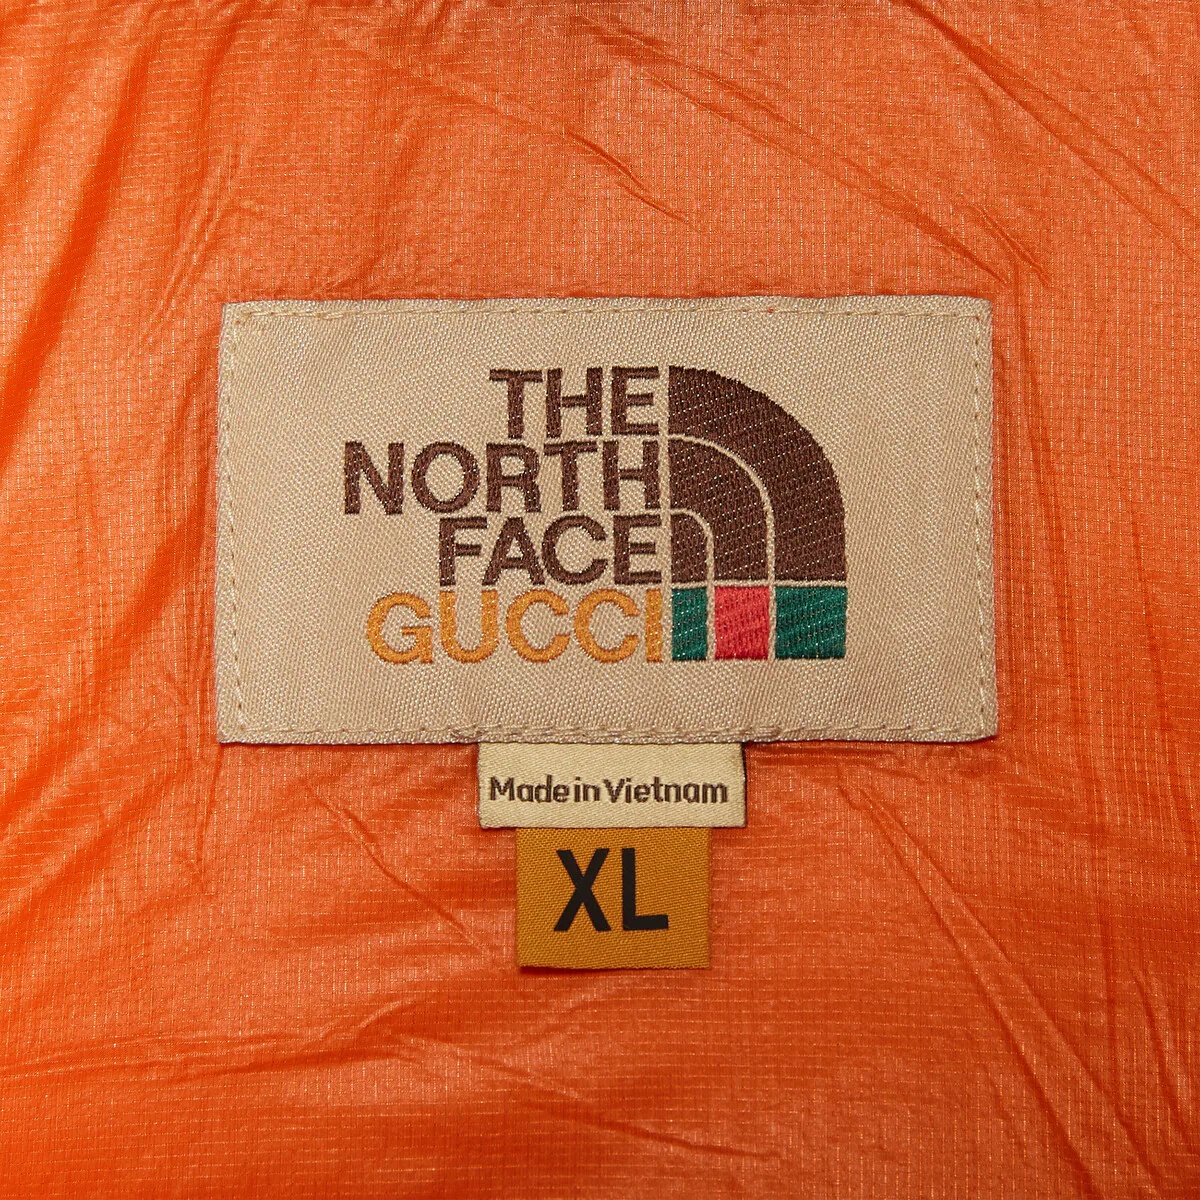 THE
NORTH
FACE
GUCCI
Made in Vietnam
XL